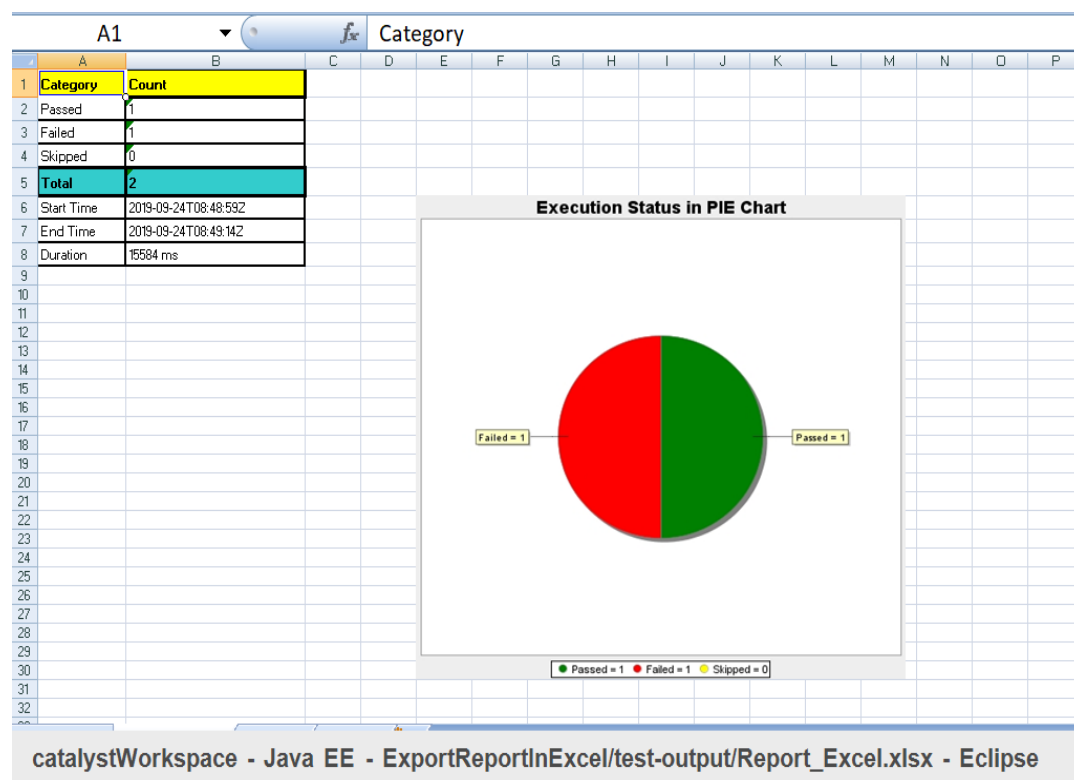 A1 fx Category
A B C D E F G H I J K L M N O P
1 Category Count
2 Passed 1
3 Failed 1
4 Skipped 0
5 Total 2
6 Start Time 2019-09-24T08:48:59Z
7 End Time 2019-09-24T08:49:14Z
8 Duration 15584 ms
Execution Status in PIE Chart
9
10
11
12
13
14
15
16
17
18
19
20
21
22
23
24
25
26
27
28
29
30
31
32
Failed = 1 Passed = 1
Passed = 1 Failed = 1 Skipped = 0
catalystWorkspace - Java EE - ExportReportInExcel/test-output/Report_Excel.xlsx - Eclipse